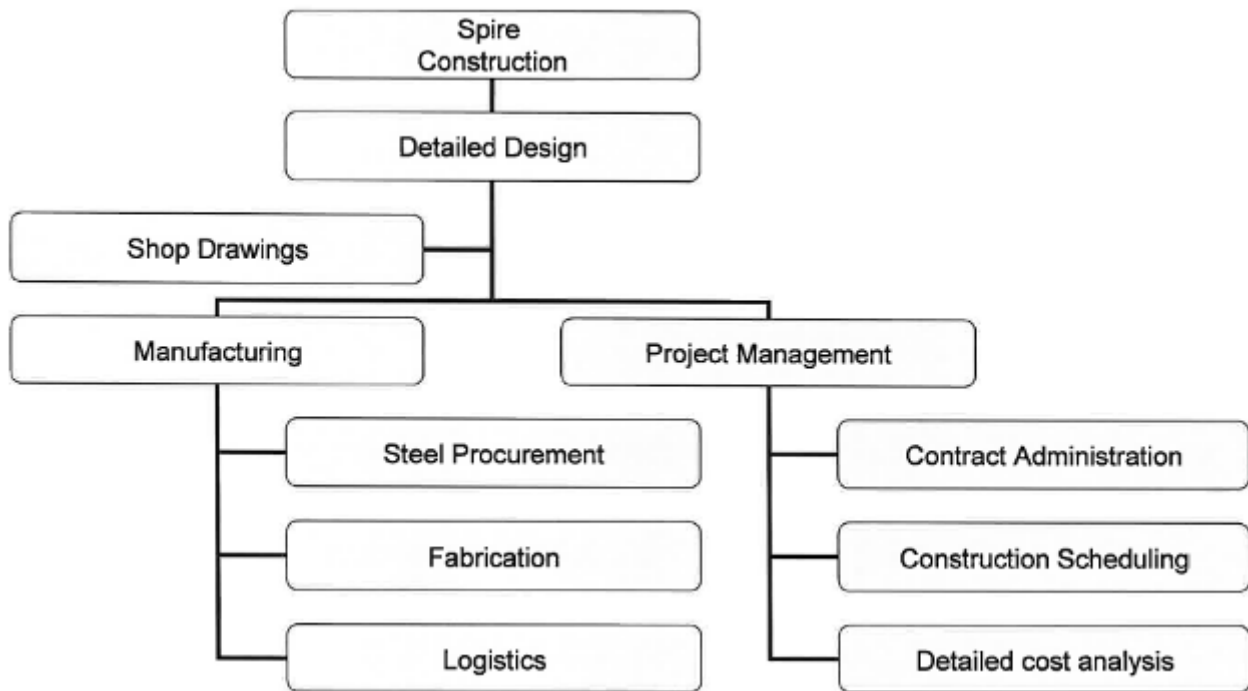 Spire
Construction
Detailed Design
Shop Drawings
Manufacturing
Project Management
Steel Procurement
Contract Administration
Fabrication
Construction Scheduling
Logistics
Detailed cost analysis